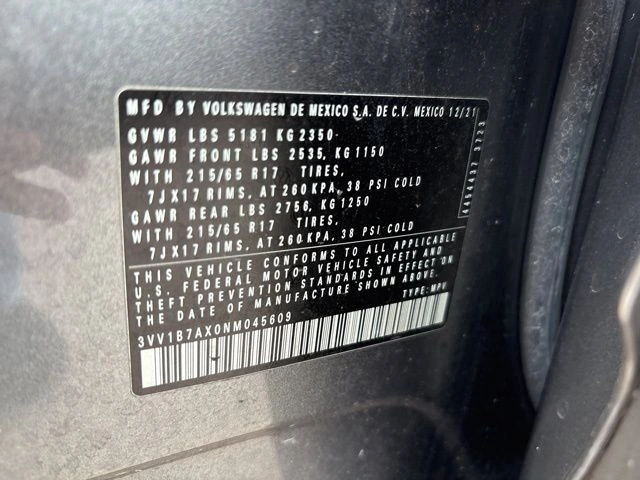 MFD BY VOLKSWAGEN DE MEXICO S.A. DE C.V. MEXICO 12/21
GVWR LBS 5181 KG 2350
GAWR FRONT LBS 2535, KG 1150
WITH 215/65 R17 TIRES,
7JX17 RIMS, AT 260 KPA, 38 PSI COLD
GAWR REAR LBS 2756, KG 1250
WITH 215/65 R17 TIRES,
7JX17 RIMS, AT 260 KPA, 38 PSI COLD
THIS VEHICLE CONFORMS TO ALL APPLICABLE
U.S. FEDERAL MOTOR VEHICLE SAFETY AND
THEFT PREVENTION STANDARDS IN EFFECT ON
THE DATE OF MANUFACTURE SHOWN ABOVE.
TYPE: MPV
3VV1B7AX0NM045609
4454437 3723